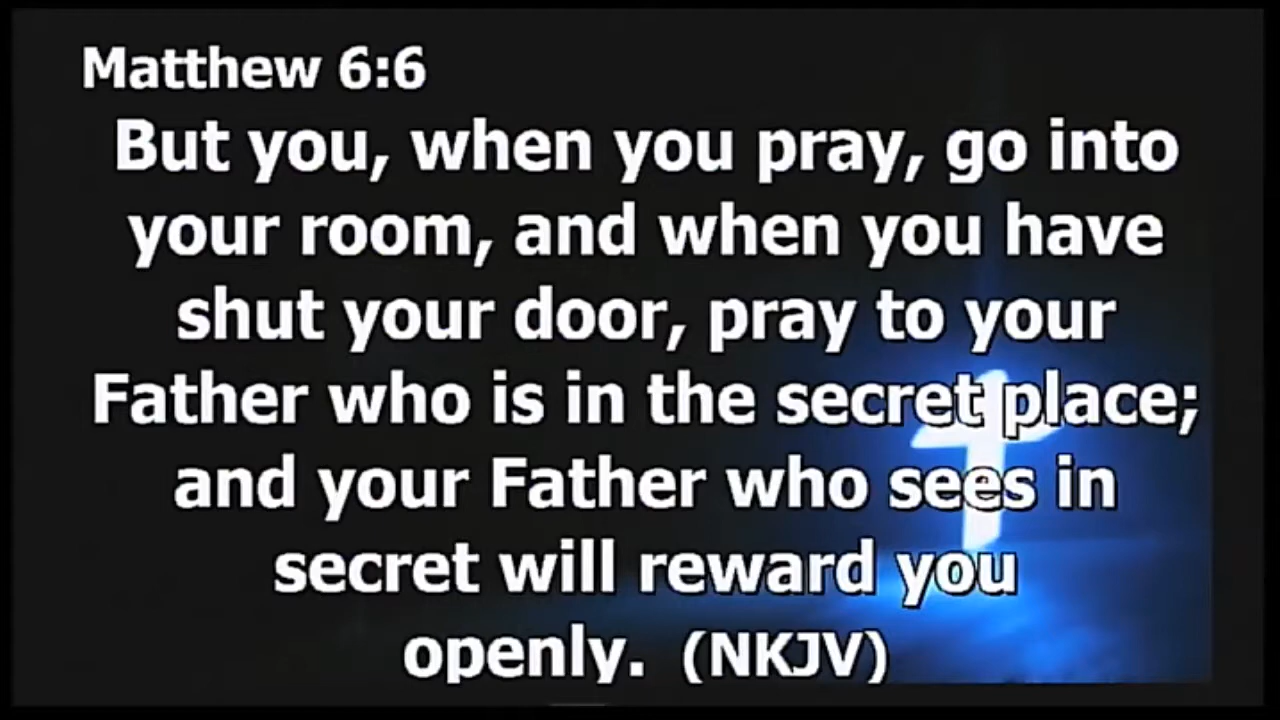 Matthew 6:6
But you, when you pray, go into
your room, and when you have
shut your door, pray to your
Father who is in the secret place;
and your Father who sees in
secret will reward you
openly. (NKJV)